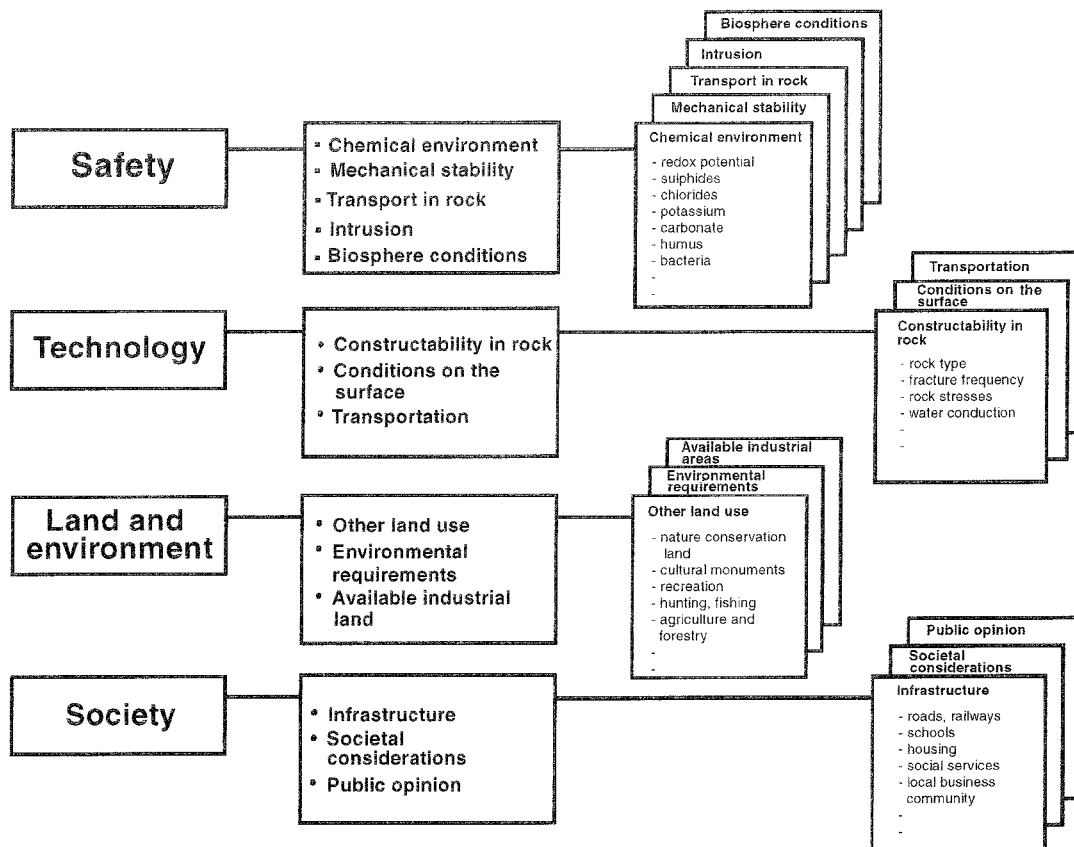 Safety
▪ Chemical environment
▪ Mechanical stability
▪ Transport in rock
▪ Intrusion
▪ Biosphere conditions
Biosphere conditions
Intrusion
Transport in rock
Mechanical stability
Chemical environment
- redox potential
- sulphides
- chlorides
- potassium
- carbonate
- humus
- bacteria
-
-
Technology
• Constructability in rock
• Conditions on the
surface
• Transportation
Transportation
Conditions on the
surface
Constructability in
rock
- rock type
- fracture frequency
- rock stresses
- water conduction
-
-
Land and
environment
• Other land use
• Environmental
requirements
• Available industrial
land
Available industrial
areas
Environmental
requirements
Other land use
- nature conservation
land
- cultural monuments
- recreation
- hunting, fishing
- agriculture and
forestry
-
-
Society
• Infrastructure
• Societal
considerations
• Public opinion
Public opinion
Societal
considerations
Infrastructure
- roads, railways
- schools
- housing
- social services
- local business
community
-
-